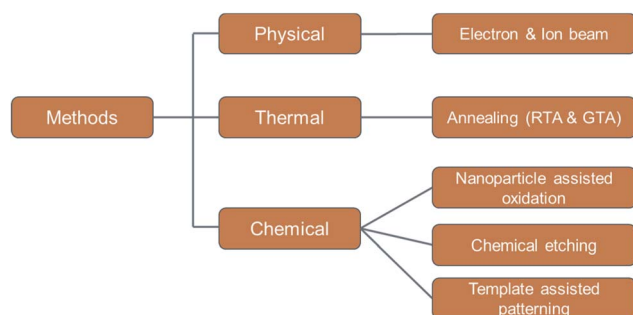 Physical
Electron & Ion beam
Methods
Thermal
Annealing (RTA & GTA)
Nanoparticle assisted
oxidation
Chemical
Chemical etching
Template assisted
patterning